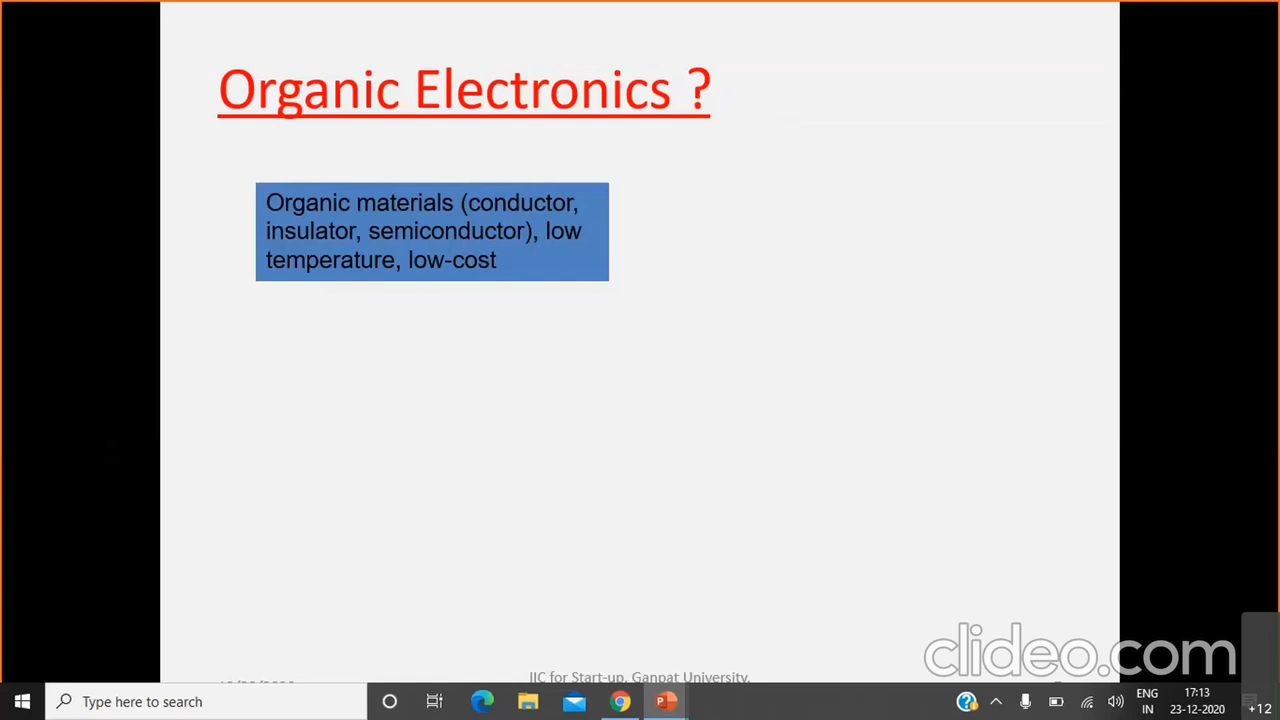 Organic Electronics ?
Organic materials (conductor,
insulator, semiconductor), low
temperature, low-cost
clideo.com
IIC for Start-up, Ganpat University,
Type here to search
ENG
IN
17:13
23-12-2020
+12